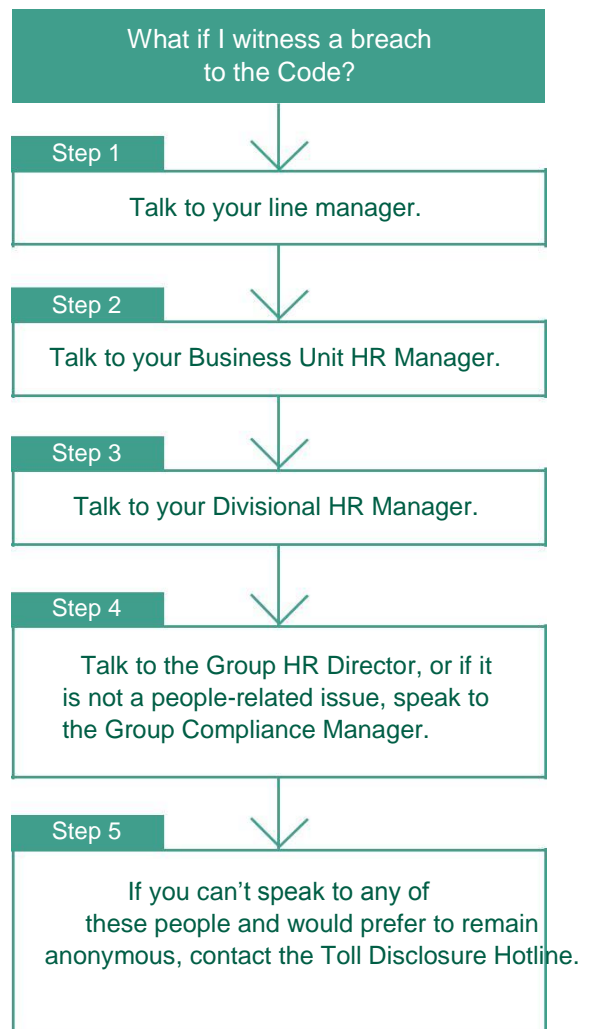 What if I witness a breach
to the Code?
Step 1
Talk to your line manager.
Step 2
Talk to your Business Unit HR Manager.
Step 3
Talk to your Divisional HR Manager.
Step 4
Talk to the Group HR Director, or if it
is not a people-related issue, speak to
the Group Compliance Manager.
Step 5
If you can’t speak to any of
these people and would prefer to remain
anonymous, contact the Toll Disclosure Hotline.